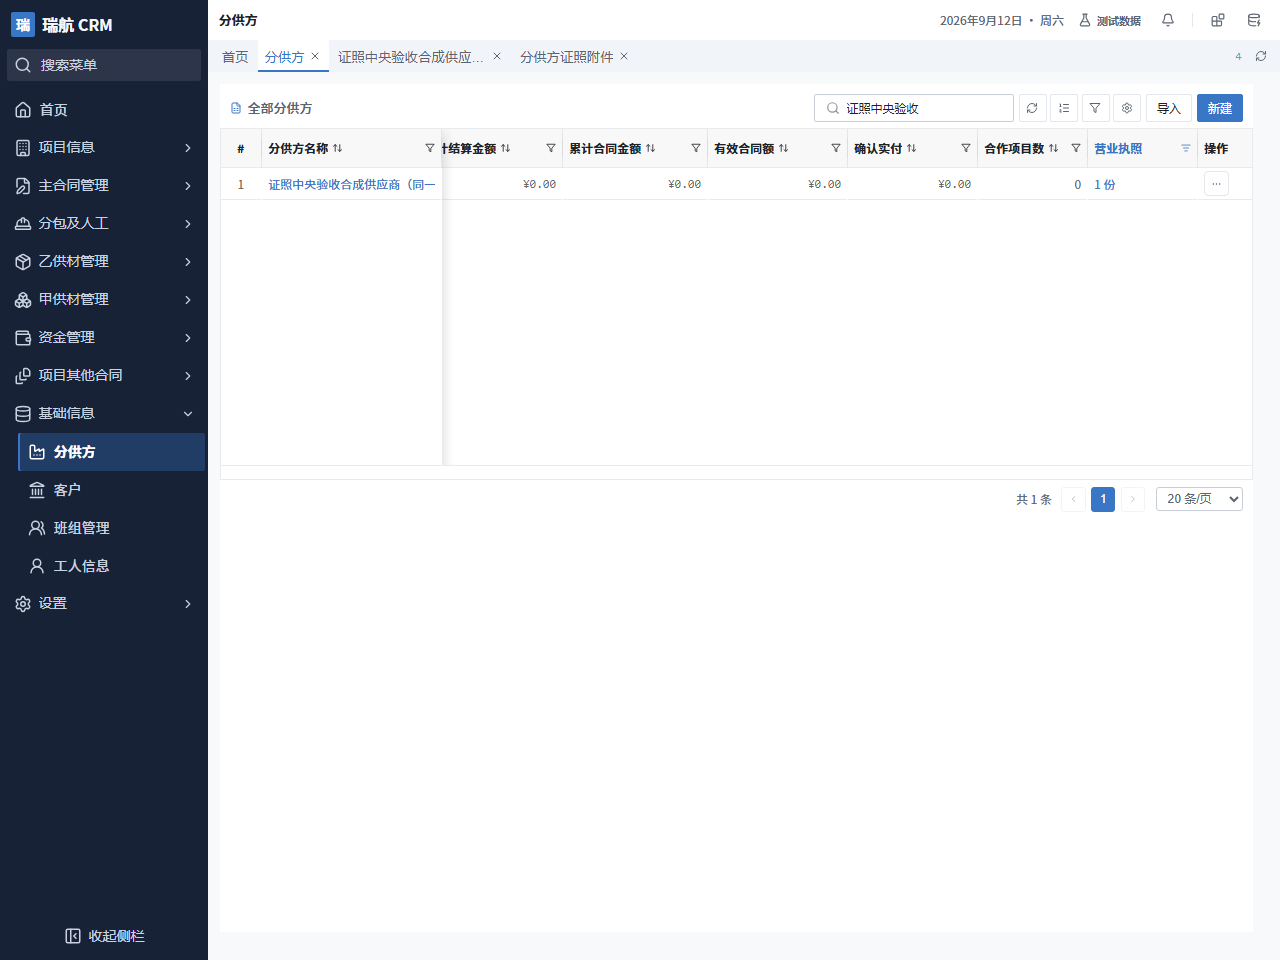 瑞 瑞航 CRM
搜索菜单
首页
项目信息
主合同管理
分包及人工
乙供材管理
甲供材管理
资金管理
项目其他合同
基础信息
分供方
客户
班组管理
工人信息
设置
收起侧栏
分供方
2026年9月12日 · 周六 测试数据
首页 分供方 证照中央验收合成供应... 分供方证照附件 4
全部分供方 证照中央验收 导入 新建
# 分供方名称 计结算金额 累计合同金额 有效合同额 确认实付 合作项目数 营业执照 操作
1 证照中央验收合成供应商（同一 ¥0.00 ¥0.00 ¥0.00 ¥0.00 0 1 份 ...
共 1 条 1 20 条/页